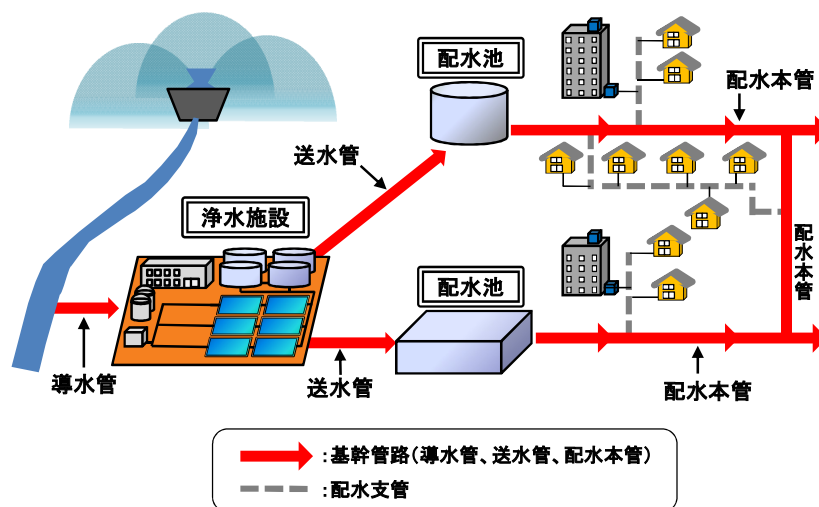 配水池
配水本管
送水管
浄水施設
配水本管
配水池
導水管
送水管
配水本管
:基幹管路(導水管、送水管、配水本管)
:配水支管